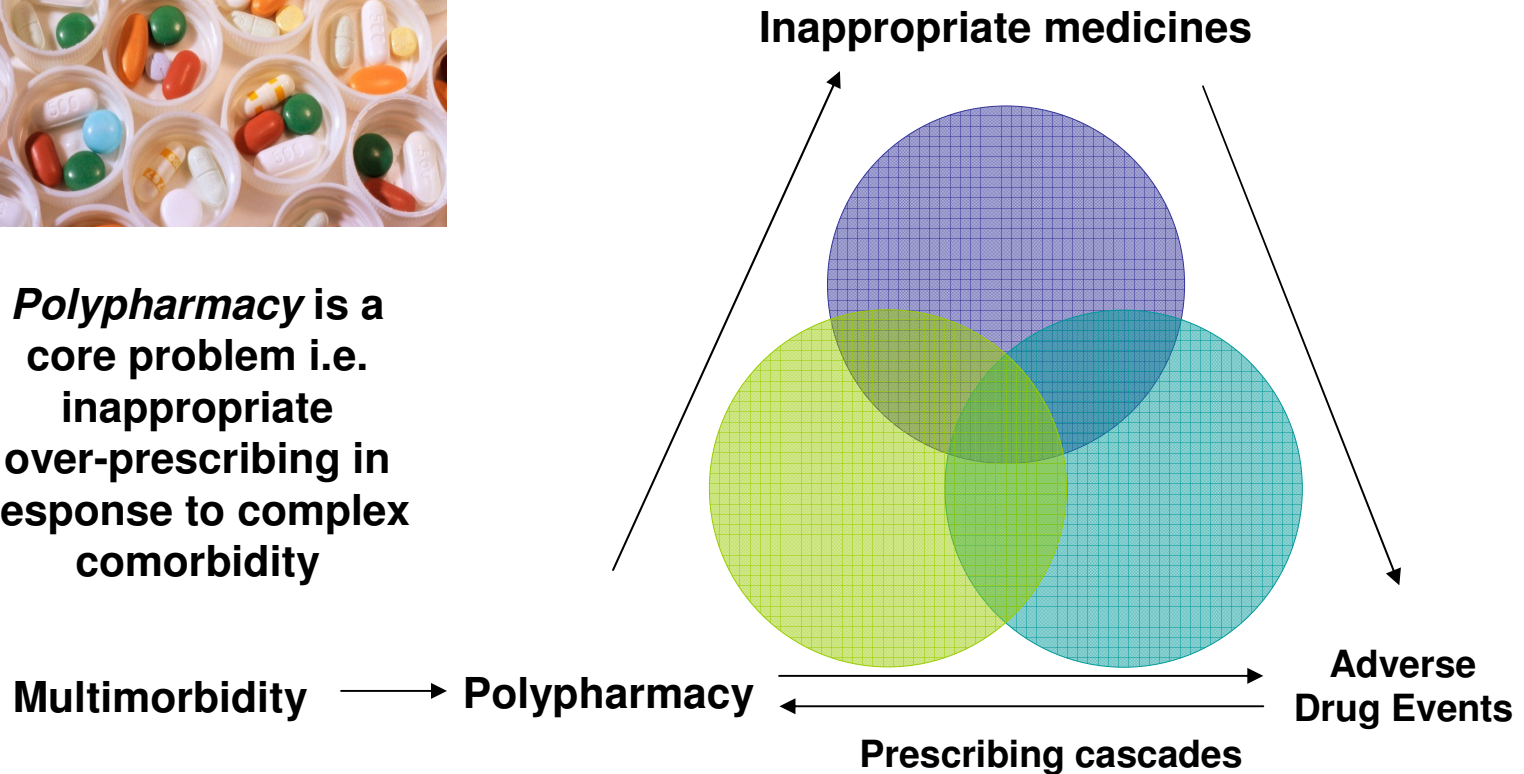 Inappropriate medicines
Polypharmacy is a
core problem i.e.
inappropriate
over-prescribing in
esponse to complex
comorbidity
Multimorbidity
Polypharmacy
Adverse
Drug Events
Prescribing cascades